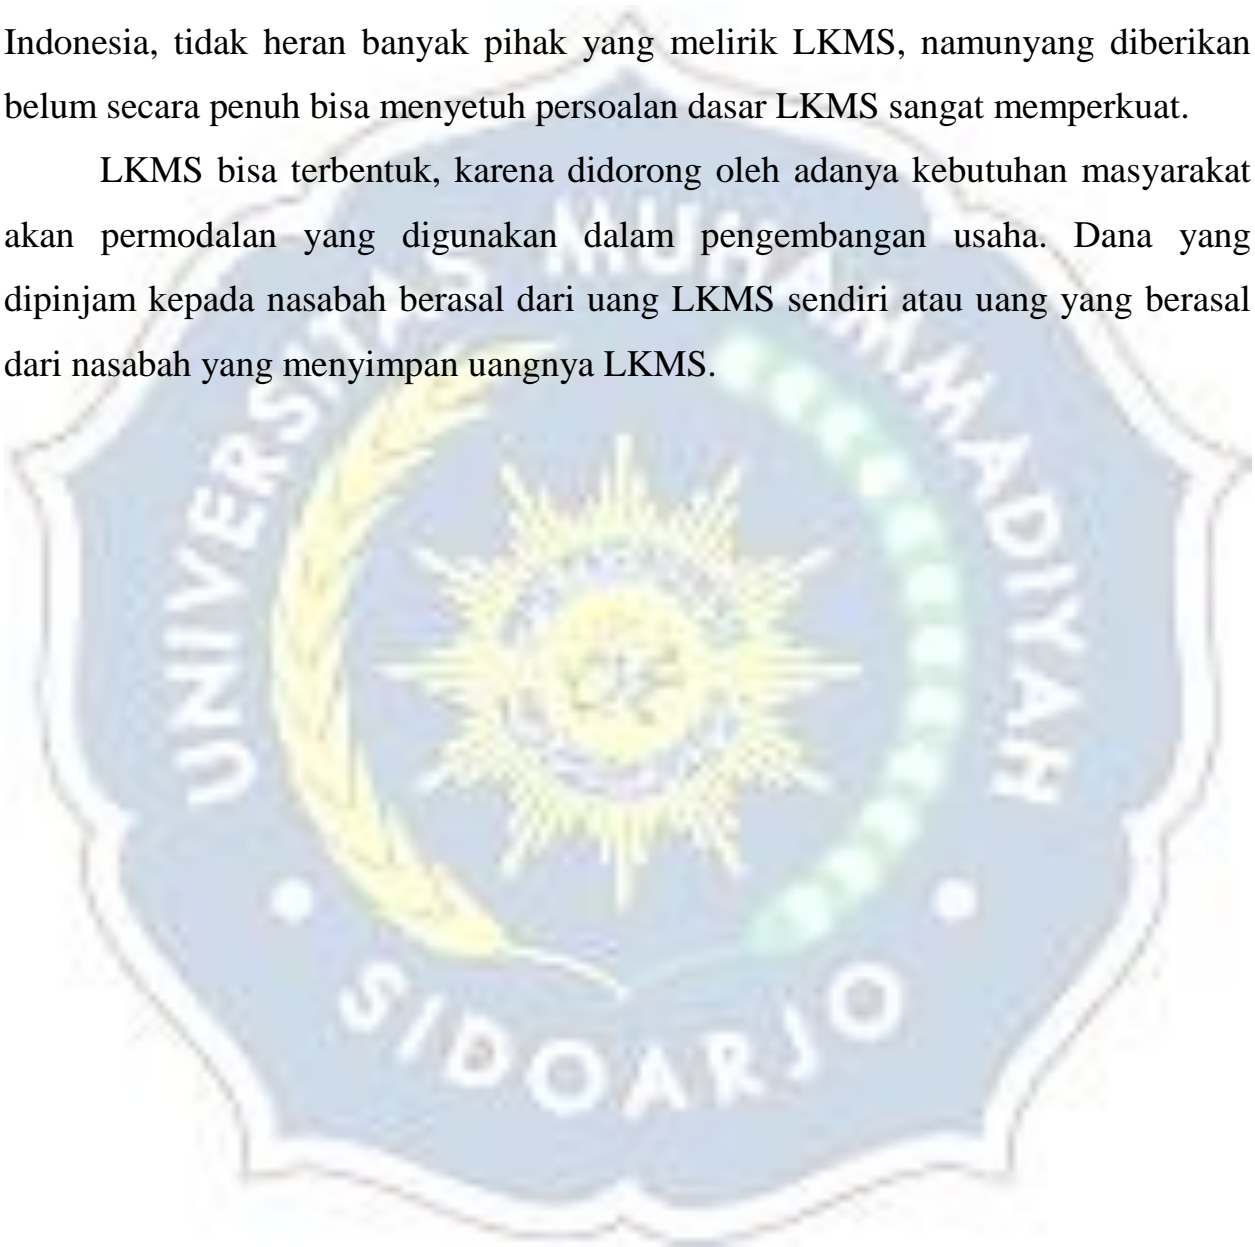 Indonesia, tidak heran banyak pihak yang melirik LKMS, namunyang diberikan
belum secara penuh bisa menyetuh persoalan dasar LKMS sangat memperkuat.
LKMS bisa terbentuk, karena didorong oleh adanya kebutuhan masyarakat
akan permodalan yang digunakan dalam pengembangan usaha. Dana yang
dipinjam kepada nasabah berasal dari uang LKMS sendiri atau uang yang berasal
dari nasabah yang menyimpan uangnya LKMS.
UNIVERSITAS MUHAMMADIYAH
SIDOARJO